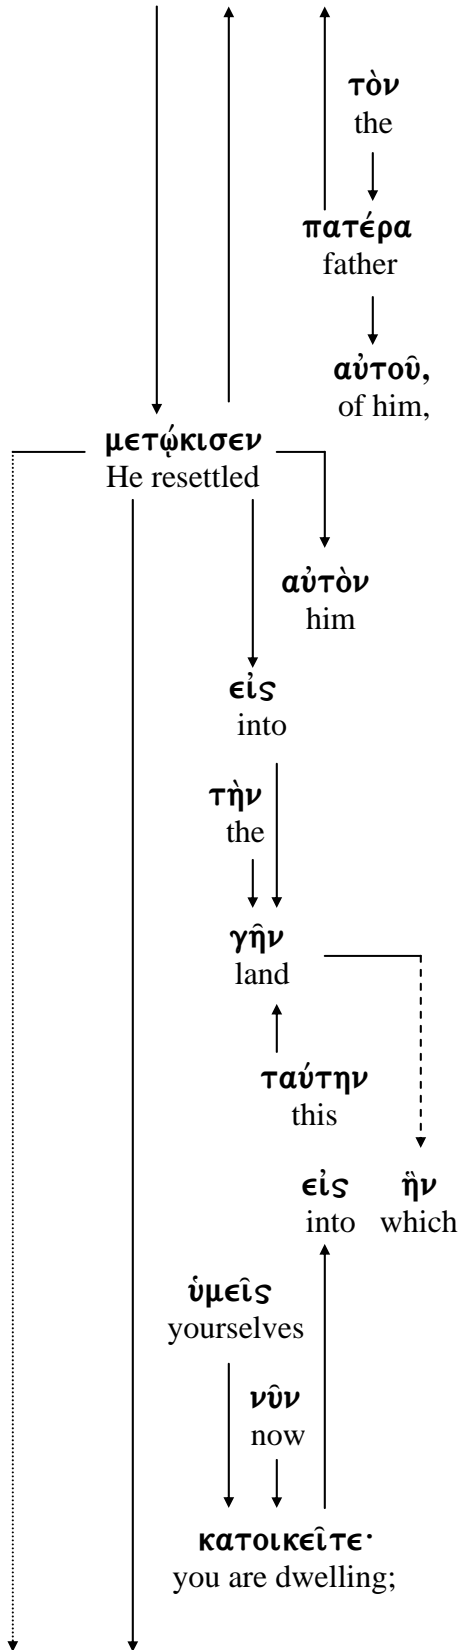 τὸν
the
πατέρα
father
αὐτοῦ,
of him,
μετῴκισεν
He resettled
αὐτὸν
him
εἰς
into
τὴν
the
γῆν
land
ταύτην
this
εἰς ἣν
into which
ὑμεῖς
yourselves
νῦν
now
κατοικεῖτε·
you are dwelling;